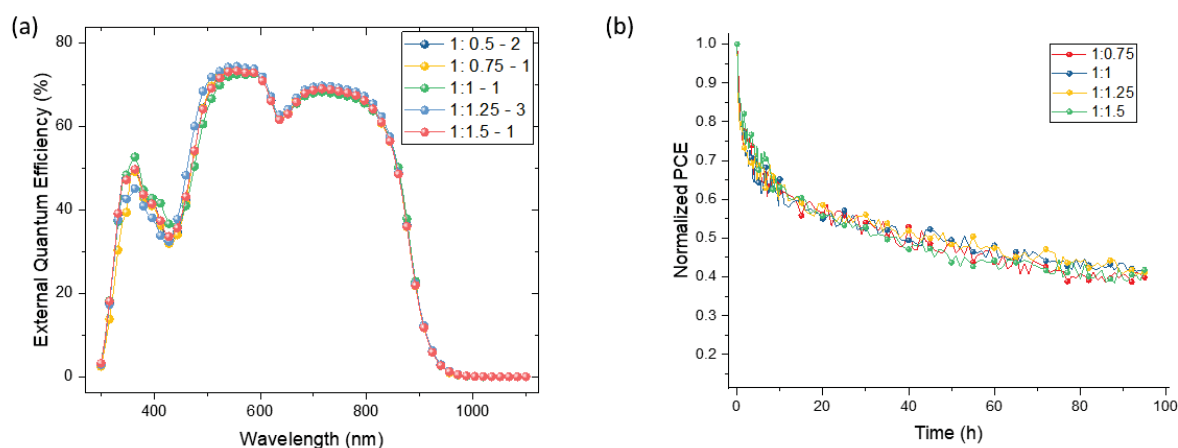 (a)
External Quantum Efficiency (%)
80
60
40
20
0
400
600
800
1000
Wavelength (nm)
1: 0.5 - 2
1: 0.75 - 1
1:1 - 1
1:1.25 - 3
1:1.5 - 1
(b)
Normalized PCE
1.0
0.9
0.8
0.7
0.6
0.5
0.4
0.3
0.2
0
20
40
60
80
100
Time (h)
1:0.75
1:1
1:1.25
1:1.5